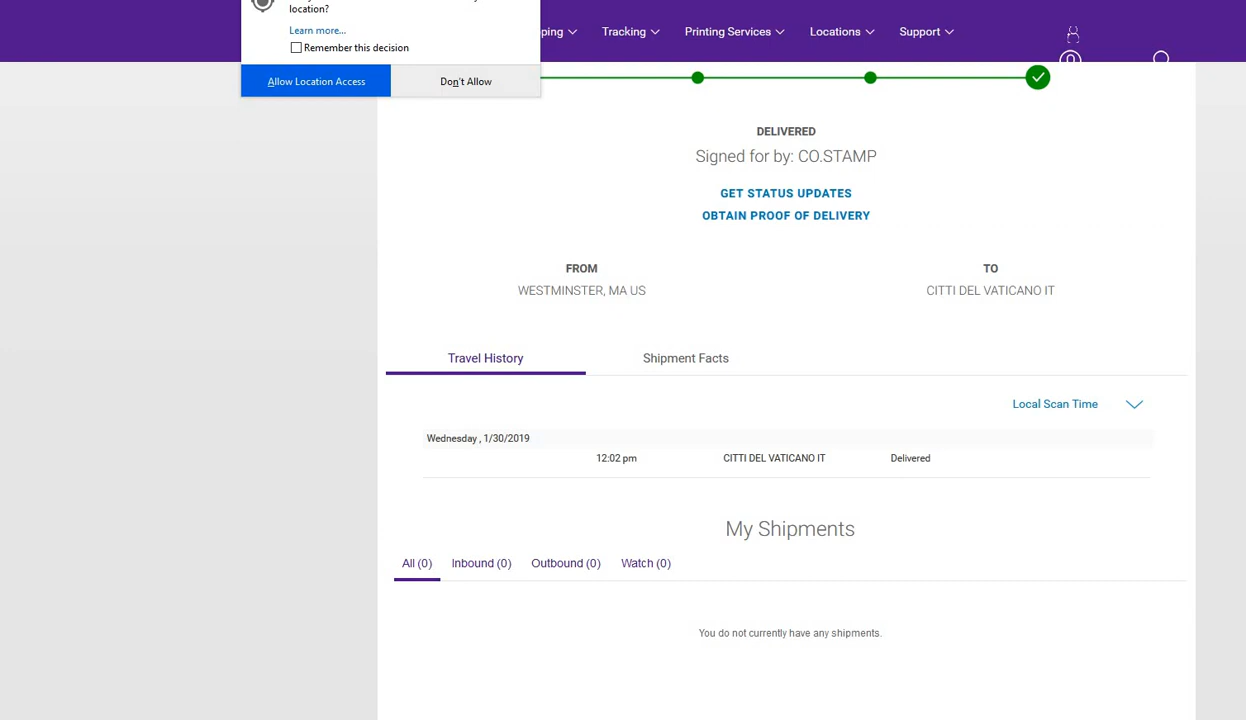 location?
Learn more...
Remember this decision
Allow Location Access
Don't Allow
ping
Tracking
Printing Services
Locations
Support
DELIVERED
Signed for by: CO.STAMP
GET STATUS UPDATES
OBTAIN PROOF OF DELIVERY
FROM
WESTMINSTER, MA US
TO
CITTI DEL VATICANO IT
Travel History
Shipment Facts
Local Scan Time
Wednesday , 1/30/2019
12:02 pm CITTI DEL VATICANO IT Delivered
My Shipments
All (0) Inbound (0) Outbound (0) Watch (0)
You do not currently have any shipments.